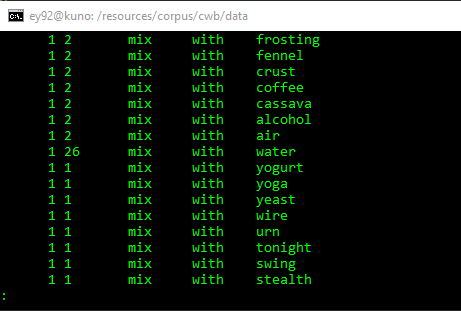 ey92@kuno: /resources/corpus/cwb/data
1 2 mix with frosting
1 2 mix with fennel
1 2 mix with crust
1 2 mix with coffee
1 2 mix with cassava
1 2 mix with alcohol
1 2 mix with air
1 26 mix with water
1 1 mix with yogurt
1 1 mix with yoga
1 1 mix with yeast
1 1 mix with wire
1 1 mix with urn
1 1 mix with tonight
1 1 mix with swing
1 1 mix with stealth
: